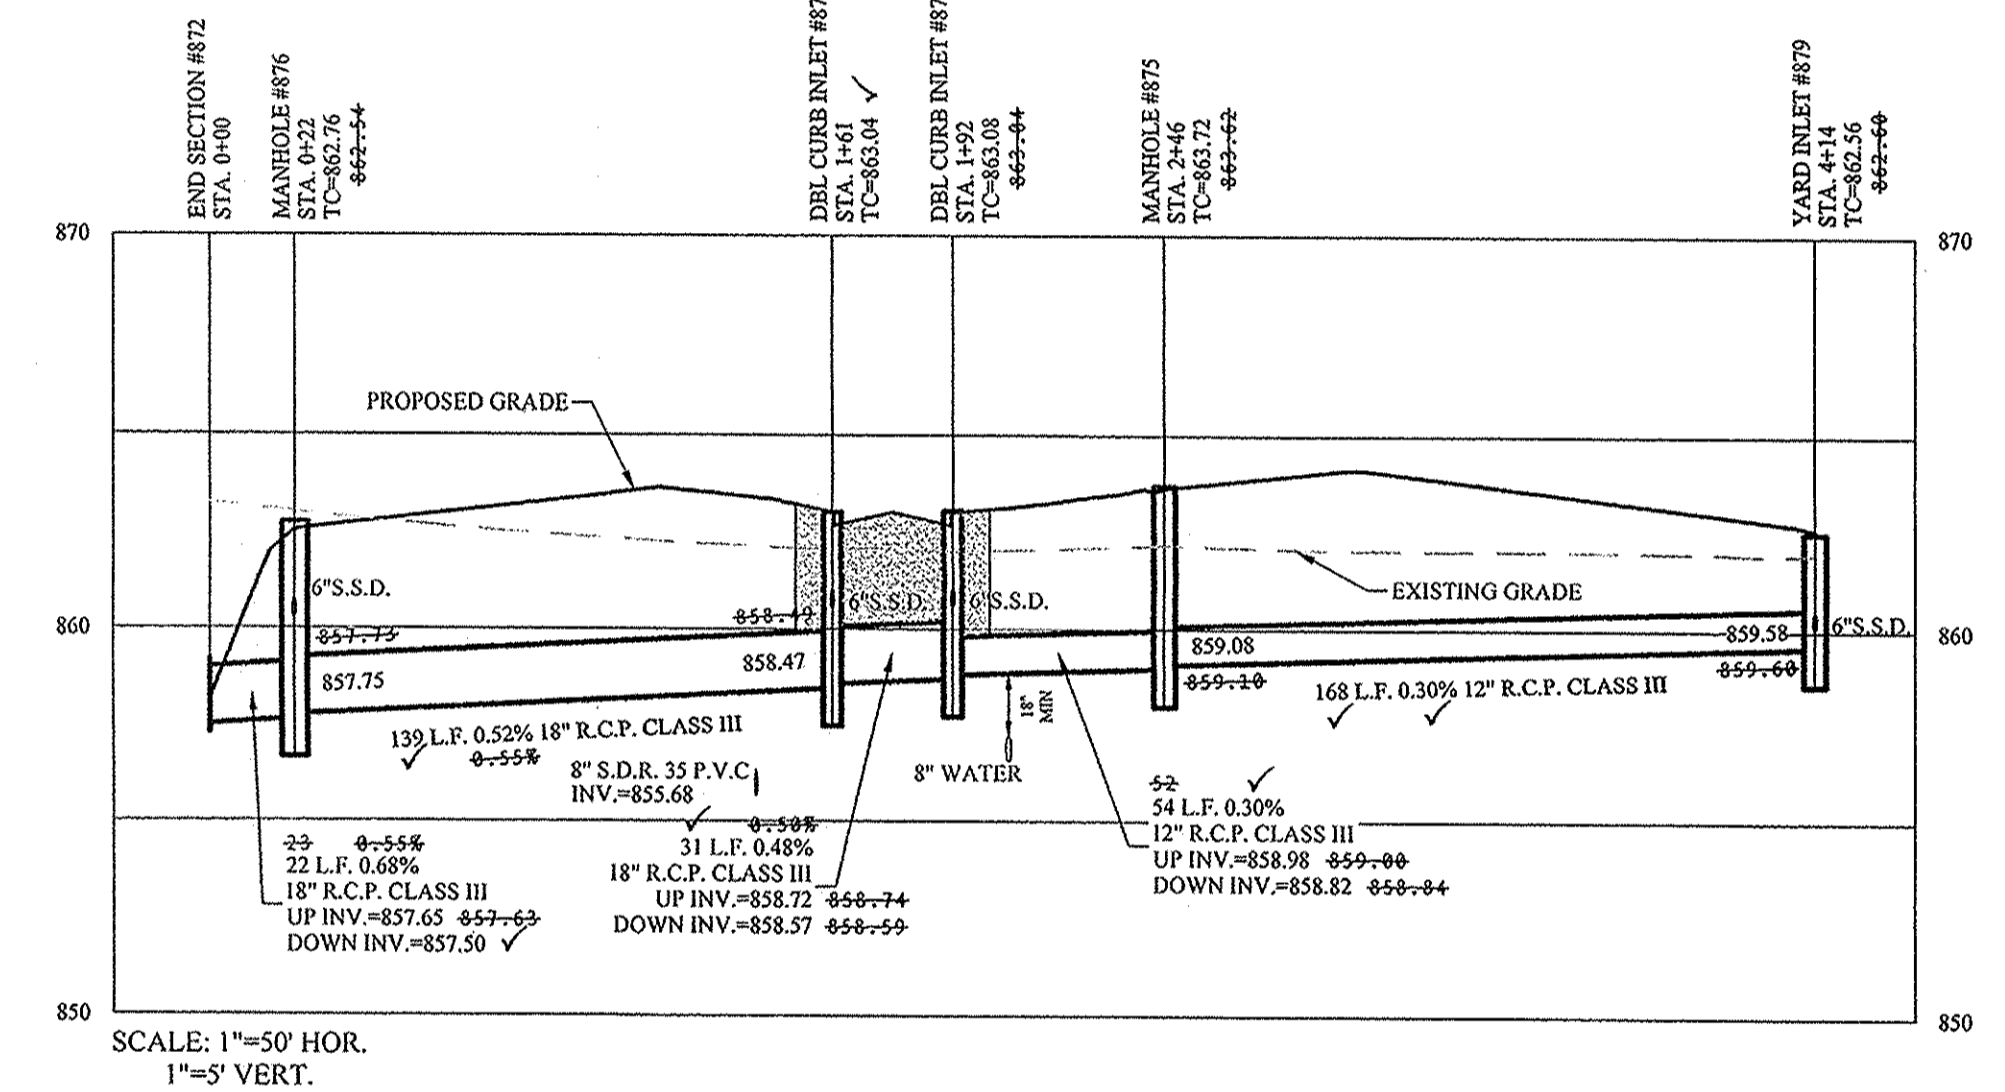 END SECTION #872
STA. 0+00
MANHOLE #876
STA. 0+22
TC=862.76
862.54
DBL CURB INLET #87
STA. 1+61
TC=863.04 ✓
DBL CURB INLET #87
STA. 1+92
TC=863.08
863.04
MANHOLE #875
STA. 2+46
TC=863.72
863.62
YARD INLET #879
STA. 4+14
TC=862.56
862.60
870
870
PROPOSED GRADE
6"S.S.D.
6"S.S.D.
6"S.S.D.
EXISTING GRADE
860
857.73
858.49
859.08
859.58
6"S.S.D.
860
857.75
858.47
859.10
859.60
168 L.F. 0.30% 12" R.C.P. CLASS III
✓ ✓
18" MIN
139 L.F. 0.52% 18" R.C.P. CLASS III
✓ 0.55%
8" S.D.R. 35 P.V.C
INV.=855.68
8" WATER
23 0.55%
22 L.F. 0.68%
18" R.C.P. CLASS III
UP INV.=857.65 857.63
DOWN INV.=857.50 ✓
✓ 0.50%
31 L.F. 0.48%
18" R.C.P. CLASS III
UP INV.=858.72 858.74
DOWN INV.=858.57 858.59
52 ✓
54 L.F. 0.30%
12" R.C.P. CLASS III
UP INV.=858.98 859.00
DOWN INV.=858.82 858.84
850
850
SCALE: 1"=50' HOR.
1"=5' VERT.